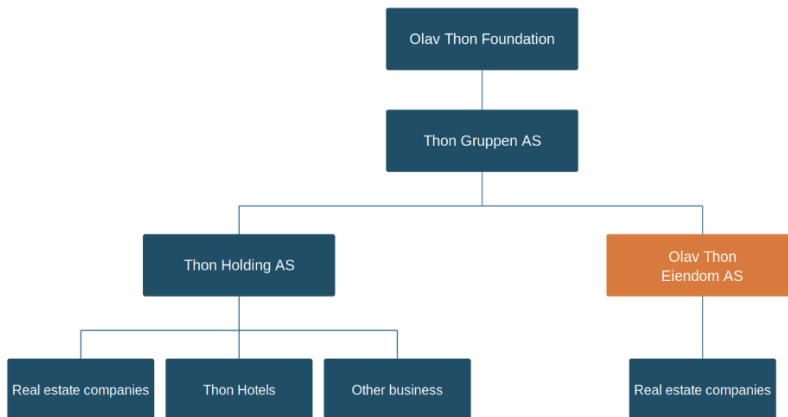 Olav Thon Foundation
Thon Gruppen AS
Thon Holding AS
Olav Thon
Eiendom AS
Real estate companies
Thon Hotels
Other business
Real estate companies